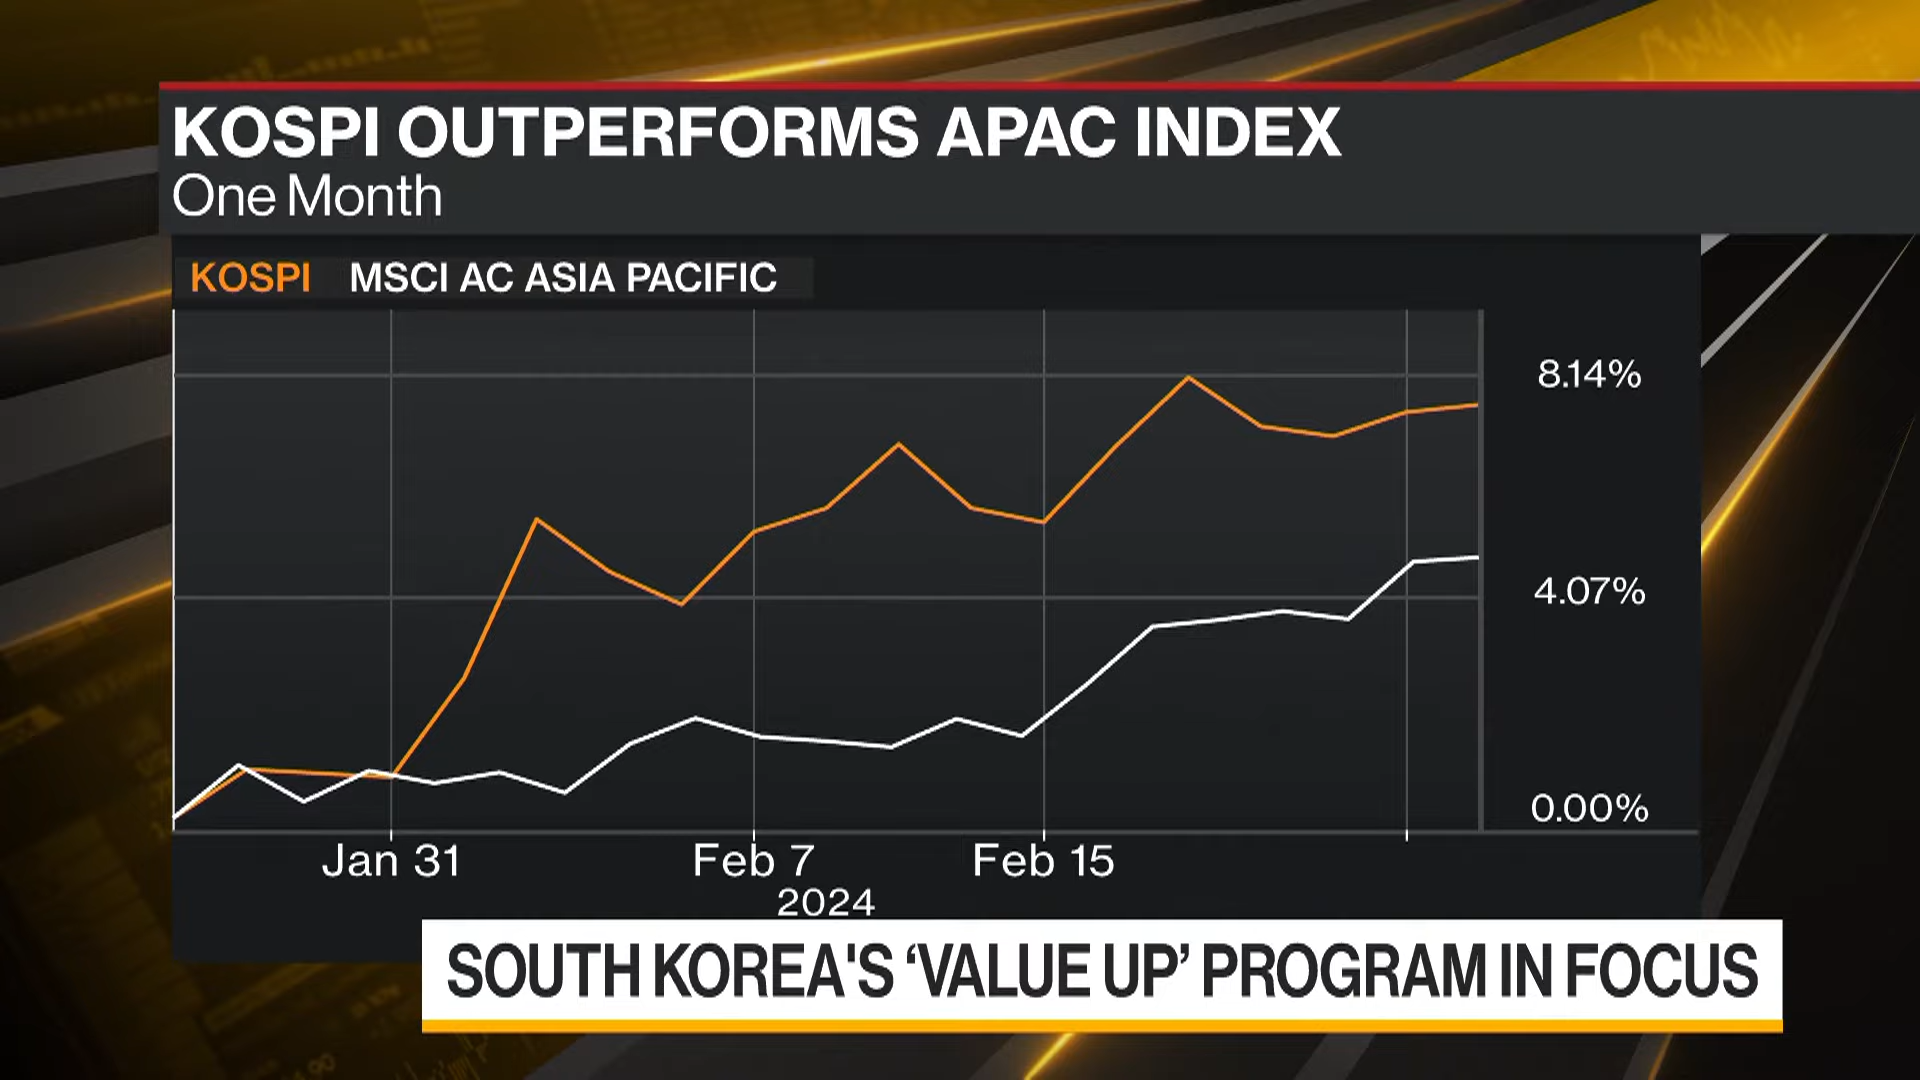 KOSPI OUTPERFORMS APAC INDEX
One Month
KOSPI MSCI AC ASIA PACIFIC
8.14%
4.07%
0.00%
Jan 31 Feb 7 Feb 15
2024
SOUTH KOREA'S ‘VALUE UP’ PROGRAM IN FOCUS